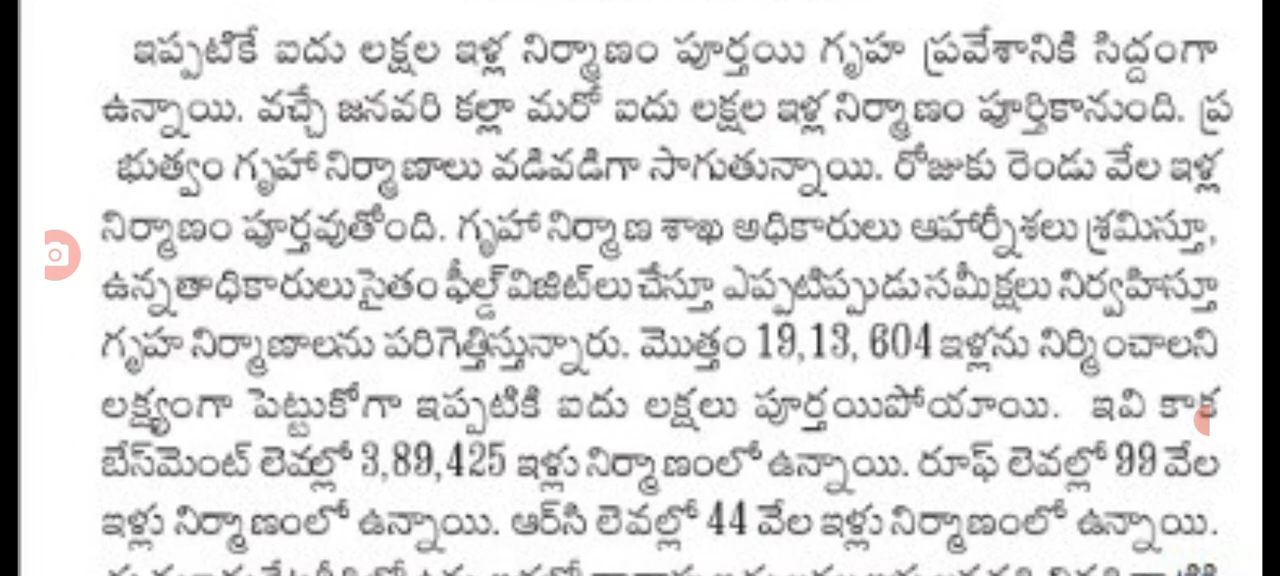 ఇప్పటికే ఐదు లక్షల ఇళ్ల నిర్మాణం పూర్తయి గృహ ప్రవేశానికి సిద్దంగా
ఉన్నాయి. వచ్చే జనవరి కల్లా మరో ఐదు లక్షల ఇళ్ల నిర్మాణం పూర్తికానుంది. ప్ర
భుత్వం గృహా నిర్మాణాలు వడివడిగా సాగుతున్నాయి. రోజుకు రెండు వేల ఇళ్ల
నిర్మాణం పూర్తవుతోంది. గృహా నిర్మాణ శాఖ అధికారులు ఆహార్నీశలు శ్రమిస్తూ,
ఉన్నతాధికారులు సైతం ఫీల్డ్ విజిట్‌లు చేస్తూ ఎప్పటిప్పుడు సమీక్షలు నిర్వహిస్తూ
గృహ నిర్మాణాలను పరిగెత్తిస్తున్నారు. మొత్తం 19,13, 604 ఇళ్లను నిర్మించాలని
లక్ష్యంగా పెట్టుకోగా ఇప్పటికి ఐదు లక్షలు పూర్తయిపోయాయి. ఇవి కాక
బేస్‌మెంట్ లెవల్లో 3,89,425 ఇళ్లు నిర్మాణంలో ఉన్నాయి. రూఫ్ లెవల్లో 99 వేల
ఇళ్లు నిర్మాణంలో ఉన్నాయి. ఆర్‌సి లెవల్లో 44 వేల ఇళ్లు నిర్మాణంలో ఉన్నాయి.